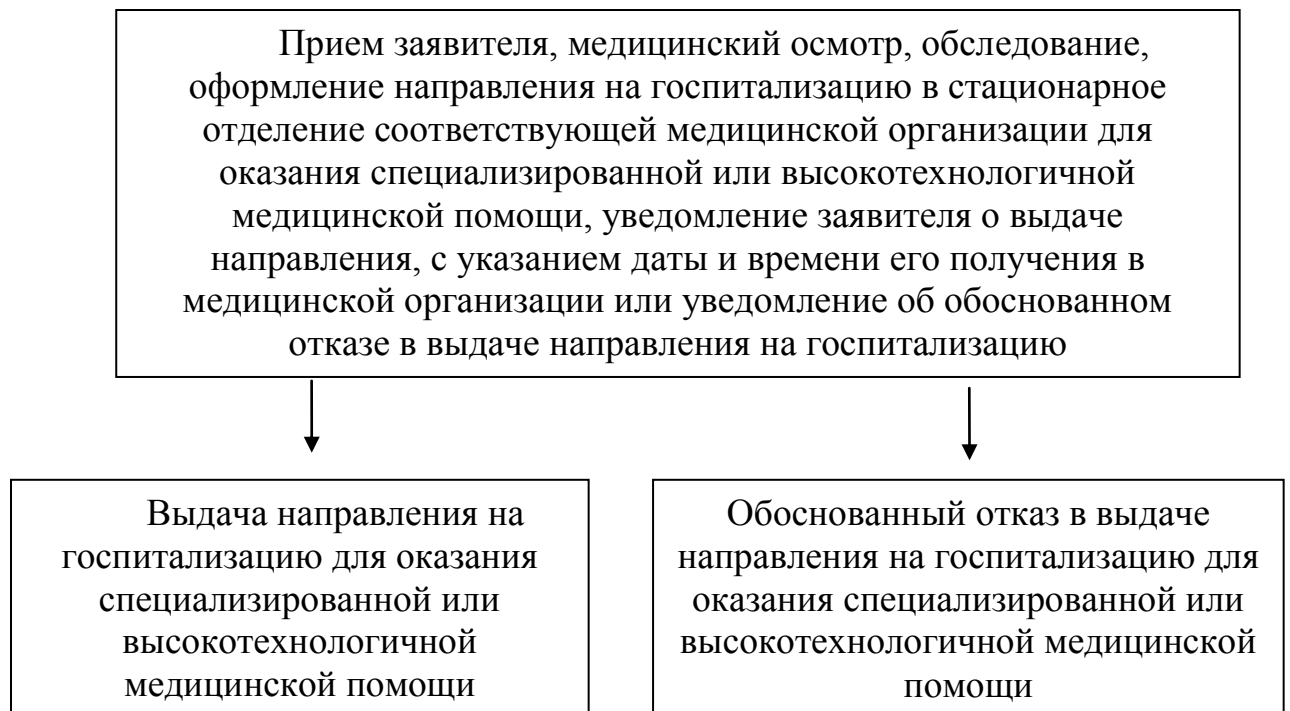 Прием заявителя, медицинский осмотр, обследование,
оформление направления на госпитализацию в стационарное
отделение соответствующей медицинской организации для
оказания специализированной или высокотехнологичной
медицинской помощи, уведомление заявителя о выдаче
направления, с указанием даты и времени его получения в
медицинской организации или уведомление об обоснованном
отказе в выдаче направления на госпитализацию
Выдача направления на
госпитализацию для оказания
специализированной или
высокотехнологичной
медицинской помощи
Обоснованный отказ в выдаче
направления на госпитализацию для
оказания специализированной или
высокотехнологичной медицинской
помощи